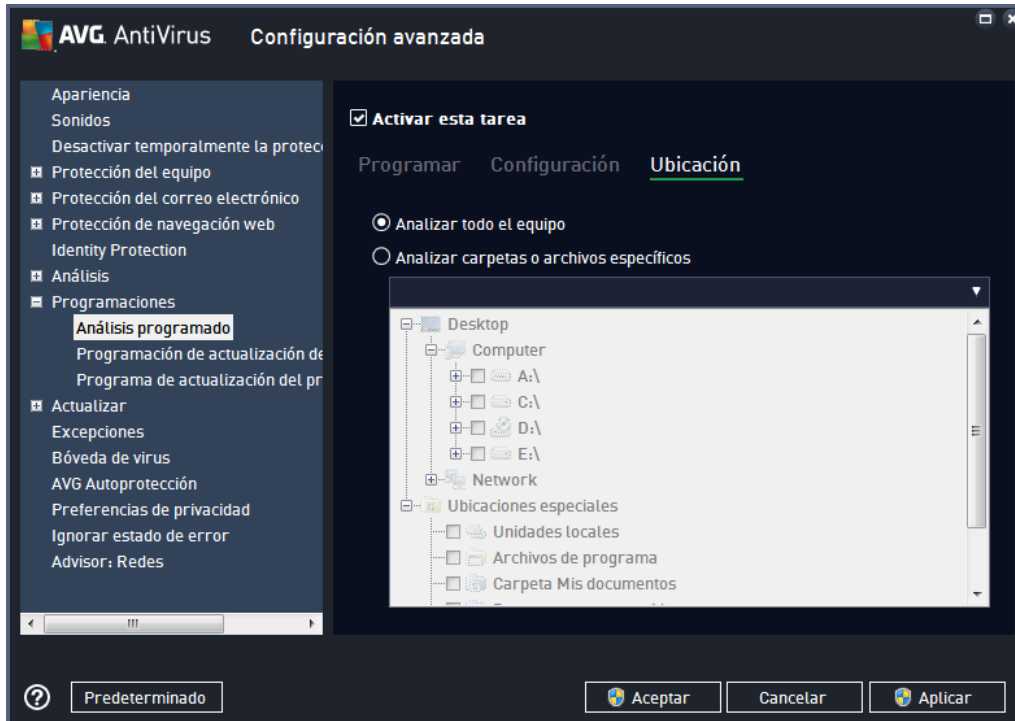 AVG. AntiVirus Configuración avanzada
Apariencia
Sonidos
Desactivar temporalmente la protec
Protección del equipo
Protección del correo electrónico
Protección de navegación web
Identity Protection
Análisis
Programaciones
Análisis programado
Programación de actualización de
Programa de actualización del pr
Actualizar
Excepciones
Bóveda de virus
AVG Autoprotección
Preferencias de privacidad
Ignorar estado de error
Advisor: Redes
Activar esta tarea
Programar Configuración Ubicación
Analizar todo el equipo
Analizar carpetas o archivos específicos
Desktop
Computer
A:\
C:\
D:\
E:\
Network
Ubicaciones especiales
Unidades locales
Archivos de programa
Carpeta Mis documentos
Predeterminado Aceptar Cancelar Aplicar